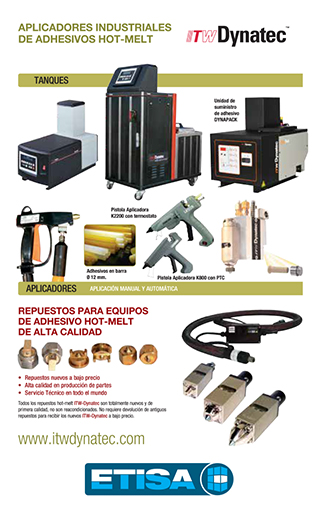 APLICADORES INDUSTRIALES
DE ADHESIVOS HOT-MELT
ITW Dynatec™
TANQUES
Unidad de
suministro
de adhesivo
DYNAPACK
Pistola Aplicadora
K2200 con termostato
Adhesivos en barra
Ø 12 mm.
Pistola Aplicadora K800 con PTC
APLICADORES
APLICACIÓN MANUAL Y AUTOMÁTICA
REPUESTOS PARA EQUIPOS
DE ADHESIVO HOT-MELT
DE ALTA CALIDAD
• Repuestos nuevos a bajo precio
• Alta calidad en producción de partes
• Servicio Técnico en todo el mundo
Todos los repuestos hot-melt ITW-Dynatec son totalmente nuevos y de
primera calidad, no son reacondicionados. No requiero devolución de antiguos
repuestos para recibir los nuevos ITW-Dynatec a bajo precio.
www.itwdynatec.com
ETISA